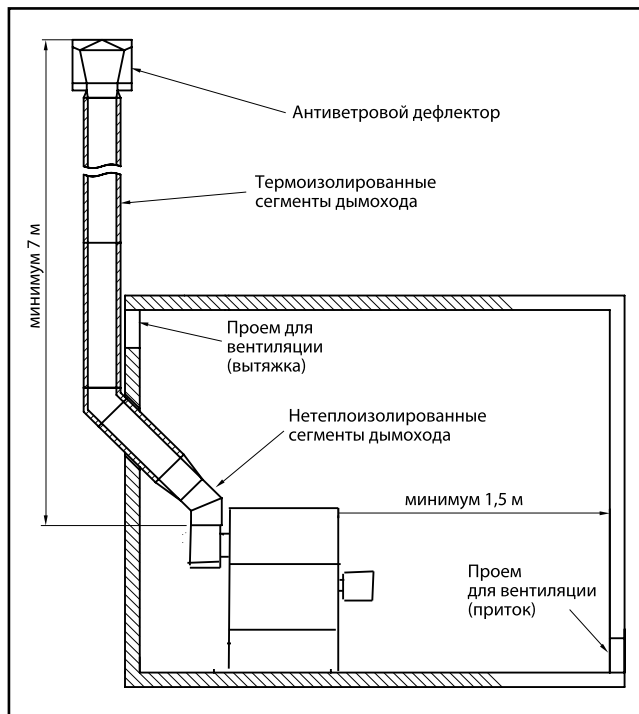 Антиветровой дефлектор
Термоизолированные
сегменты дымохода
минимум 7 м
Проем для
вентиляции
(вытяжка)
Нетеплоизолированные
сегменты дымохода
минимум 1,5 м
Проем
для вентиляции
(приток)